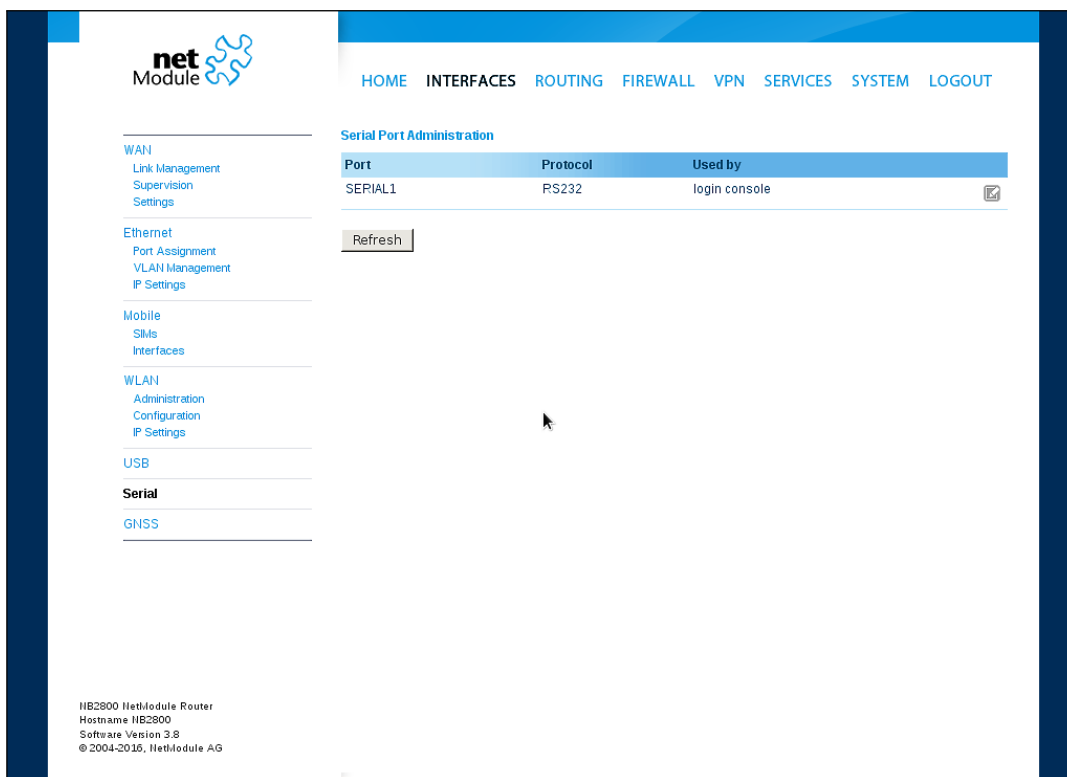 net
Module
HOME INTERFACES ROUTING FIREWALL VPN SERVICES SYSTEM LOGOUT
WAN
Link Management
Supervision
Settings
Ethernet
Port Assignment
VLAN Management
IP Settings
Mobile
SIMs
Interfaces
WLAN
Administration
Configuration
IP Settings
USB
Serial
GNSS
Serial Port Administration
Port Protocol Used by
SERIAL1 RS232 login console
Refresh
NB2800 NetModule Router
Hostname NB2800
Software Version 3.8
© 2004-2016, NetModule AG